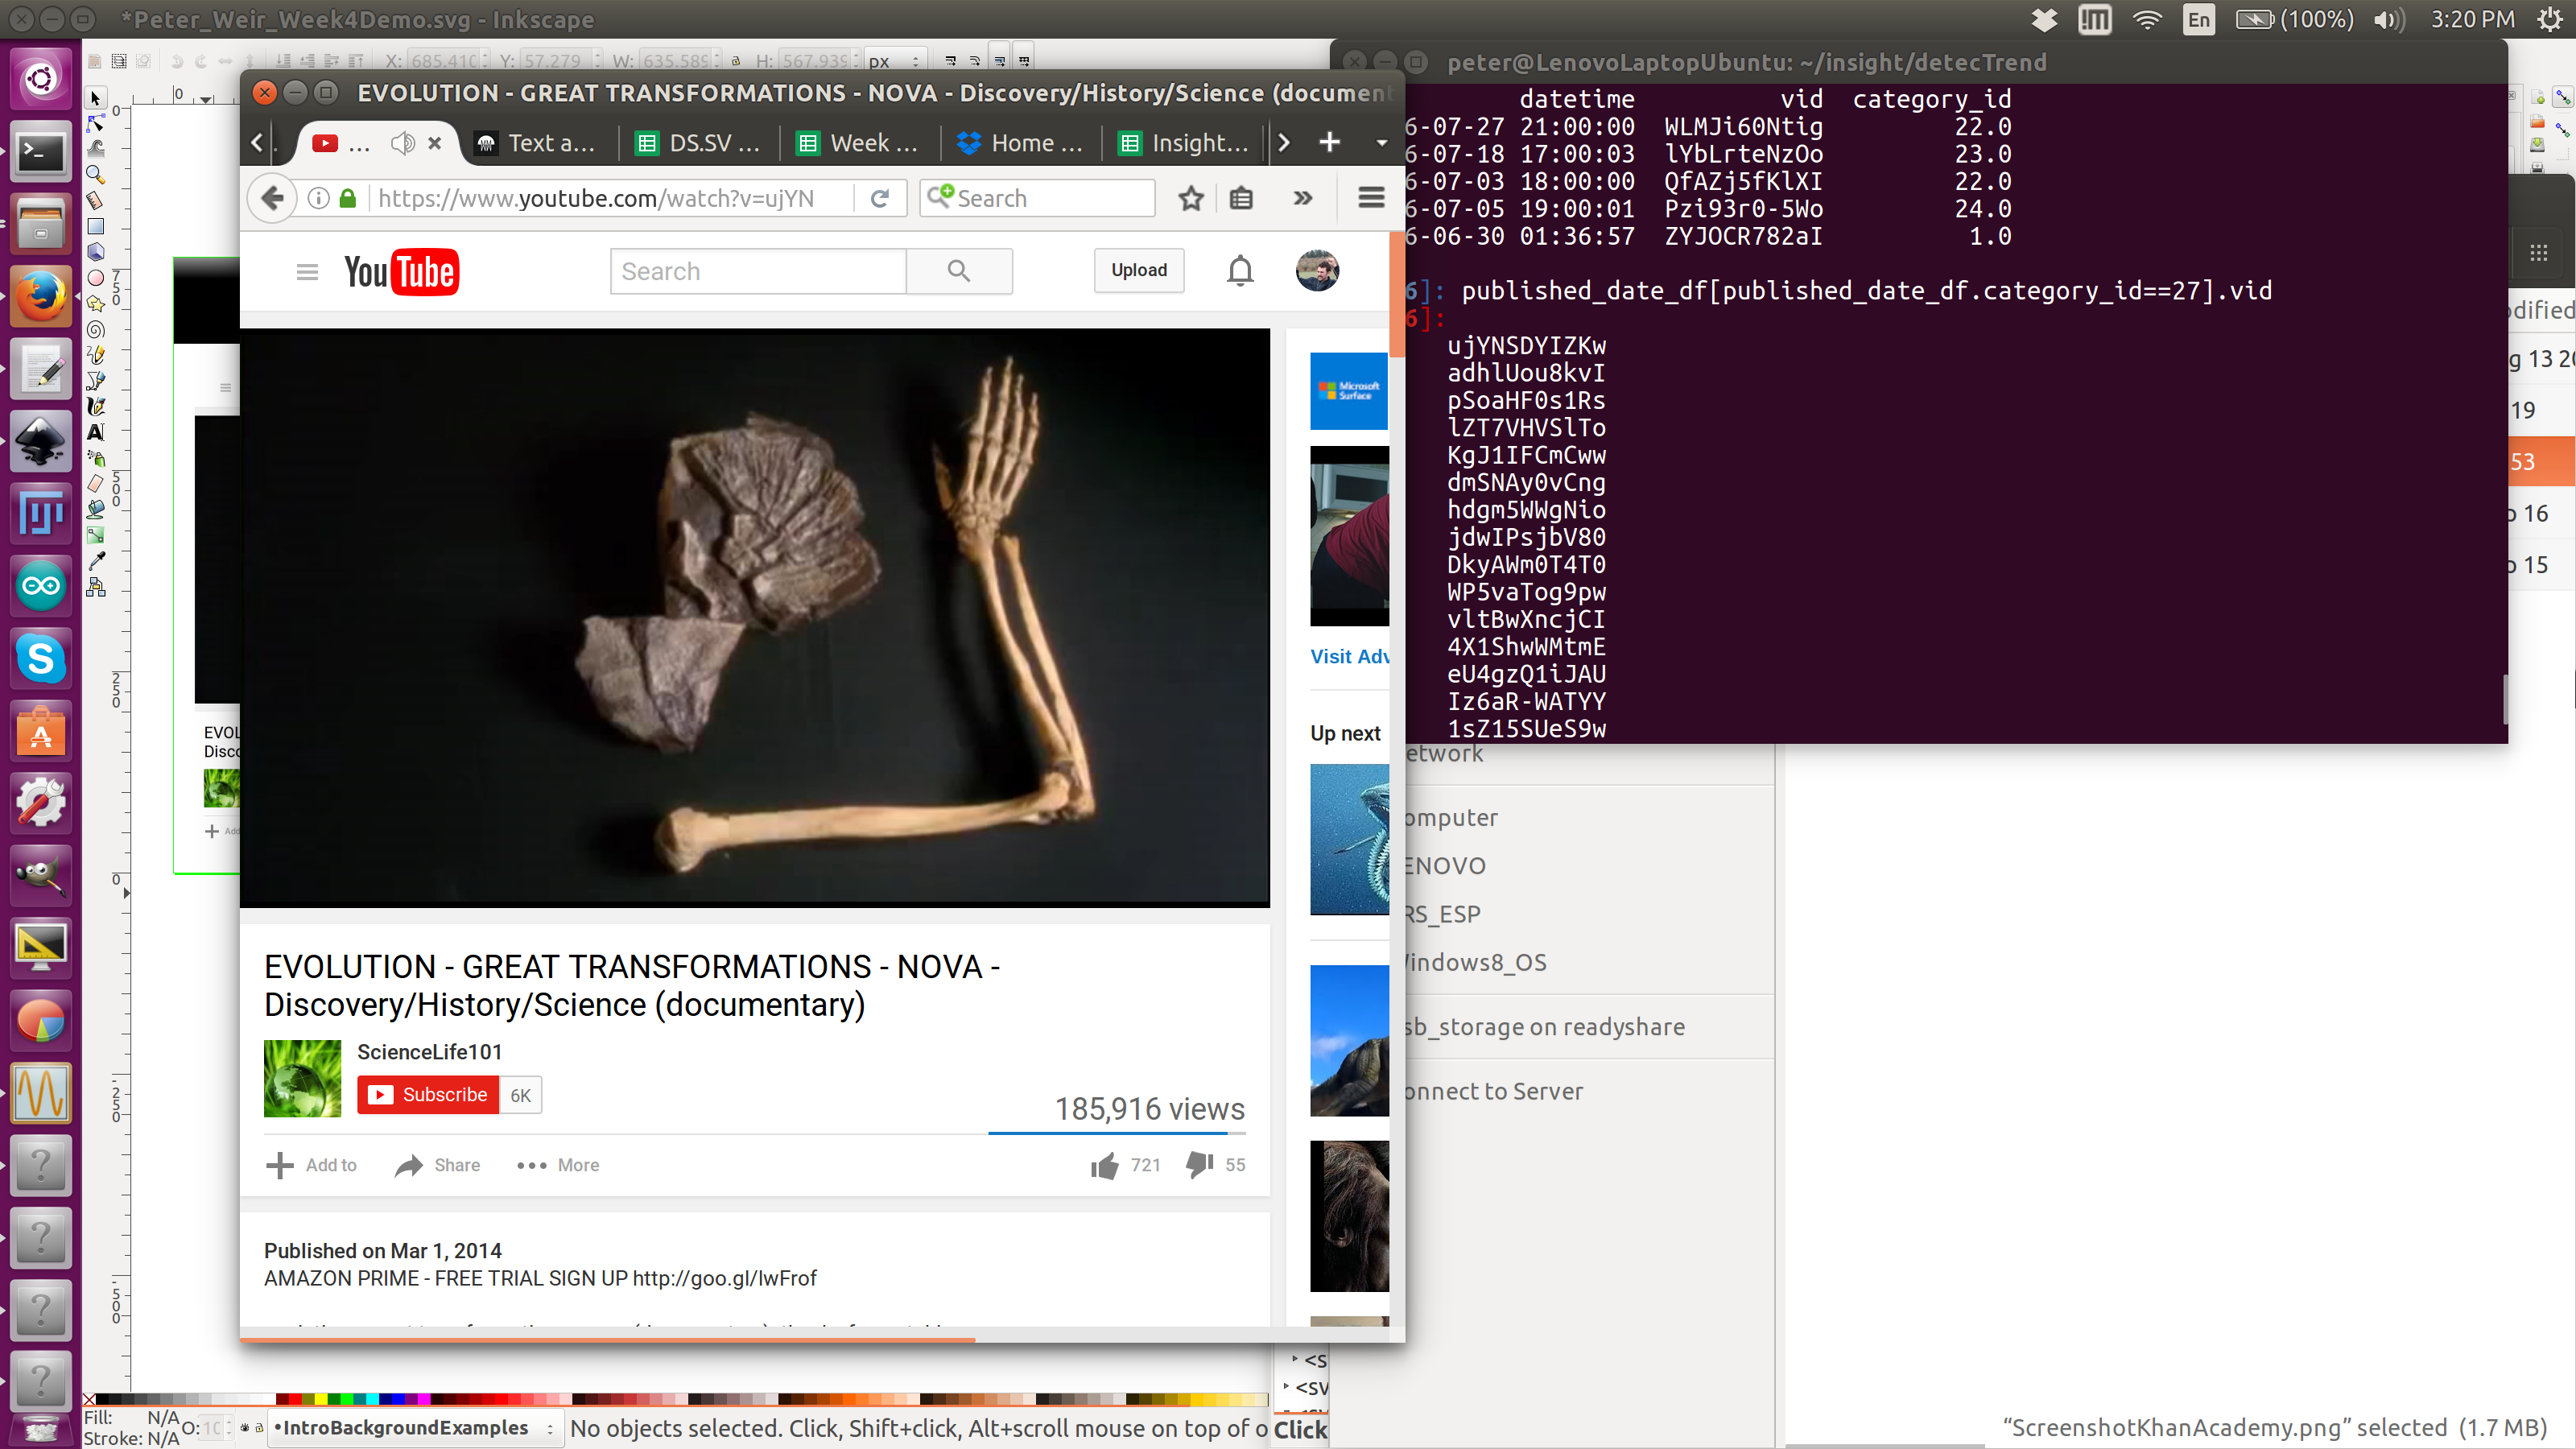 *Peter_Weir_Week4Demo.svg - Inkscape
En (100%) 3:20 PM
X: 685.410 Y: 57.279 W: 635.589 H: 567.939 px
peter@LenovoLaptopUbuntu: ~/insight/detecTrend
EVOLUTION - GREAT TRANSFORMATIONS - NOVA - Discovery/History/Science (document
... Text a... DS.SV ... Week ... Home ... Insight...
https://www.youtube.com/watch?v=ujYN Search
YouTube Search Upload
datetime vid category_id
6-07-27 21:00:00 WLMJi60Ntig 22.0
6-07-18 17:00:03 lYbLrteNzOo 23.0
6-07-03 18:00:00 QfAZj5fKlXI 22.0
6-07-05 19:00:01 Pzi93r0-5Wo 24.0
6-06-30 01:36:57 ZYJOCR782aI 1.0
6]: published_date_df[published_date_df.category_id==27].vid
6]:
ujYNSDYIZKw
adhlUou8kvI
pSoaHF0s1Rs
lZT7VHVSlTo
KgJ1IFCmCww
dmSNAy0vCng
hdgm5WWgNio
jdwIPsjbV80
DkyAWm0T4T0
WP5vaTog9pw
vltBwXncjCI
4X1ShwWMtmE
eU4gzQ1iJAU
Iz6aR-WATYY
1sZ15SUeS9w
odified
g 13 20
19
53
o 16
o 15
Microsoft
Surface
Visit Adv
Up next
EVOL
Disco
Add
EVOLUTION - GREAT TRANSFORMATIONS - NOVA -
Discovery/History/Science (documentary)
ScienceLife101
Subscribe 6K
185,916 views
Add to Share More 721 55
Published on Mar 1, 2014
AMAZON PRIME - FREE TRIAL SIGN UP http://goo.gl/lwFrof
etwork
omputer
ENOVO
RS_ESP
Windows8_OS
sb_storage on readyshare
onnect to Server
<s
<sv
Fill: N/A
Stroke: N/A
O: 10
•IntroBackgroundExamples
No objects selected. Click, Shift+click, Alt+scroll mouse on top of o
Click
“ScreenshotKhanAcademy.png” selected (1.7 MB)